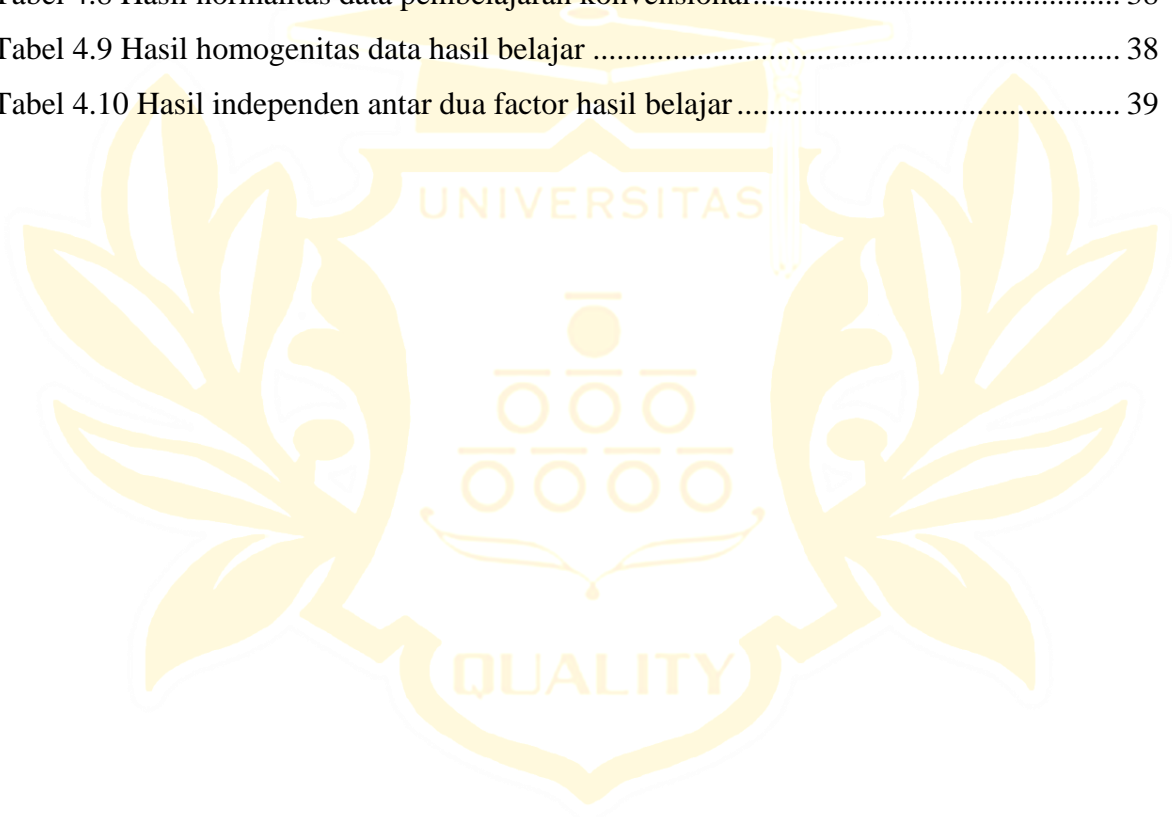 Tabel 4.8 Hasil normalitas data pembelajaran konvensional............................................ 38
Tabel 4.9 Hasil homogenitas data hasil belajar .................................................................... 38
Tabel 4.10 Hasil independen antar dua factor hasil belajar ................................................. 39
UNIVERSITAS
QUALITY